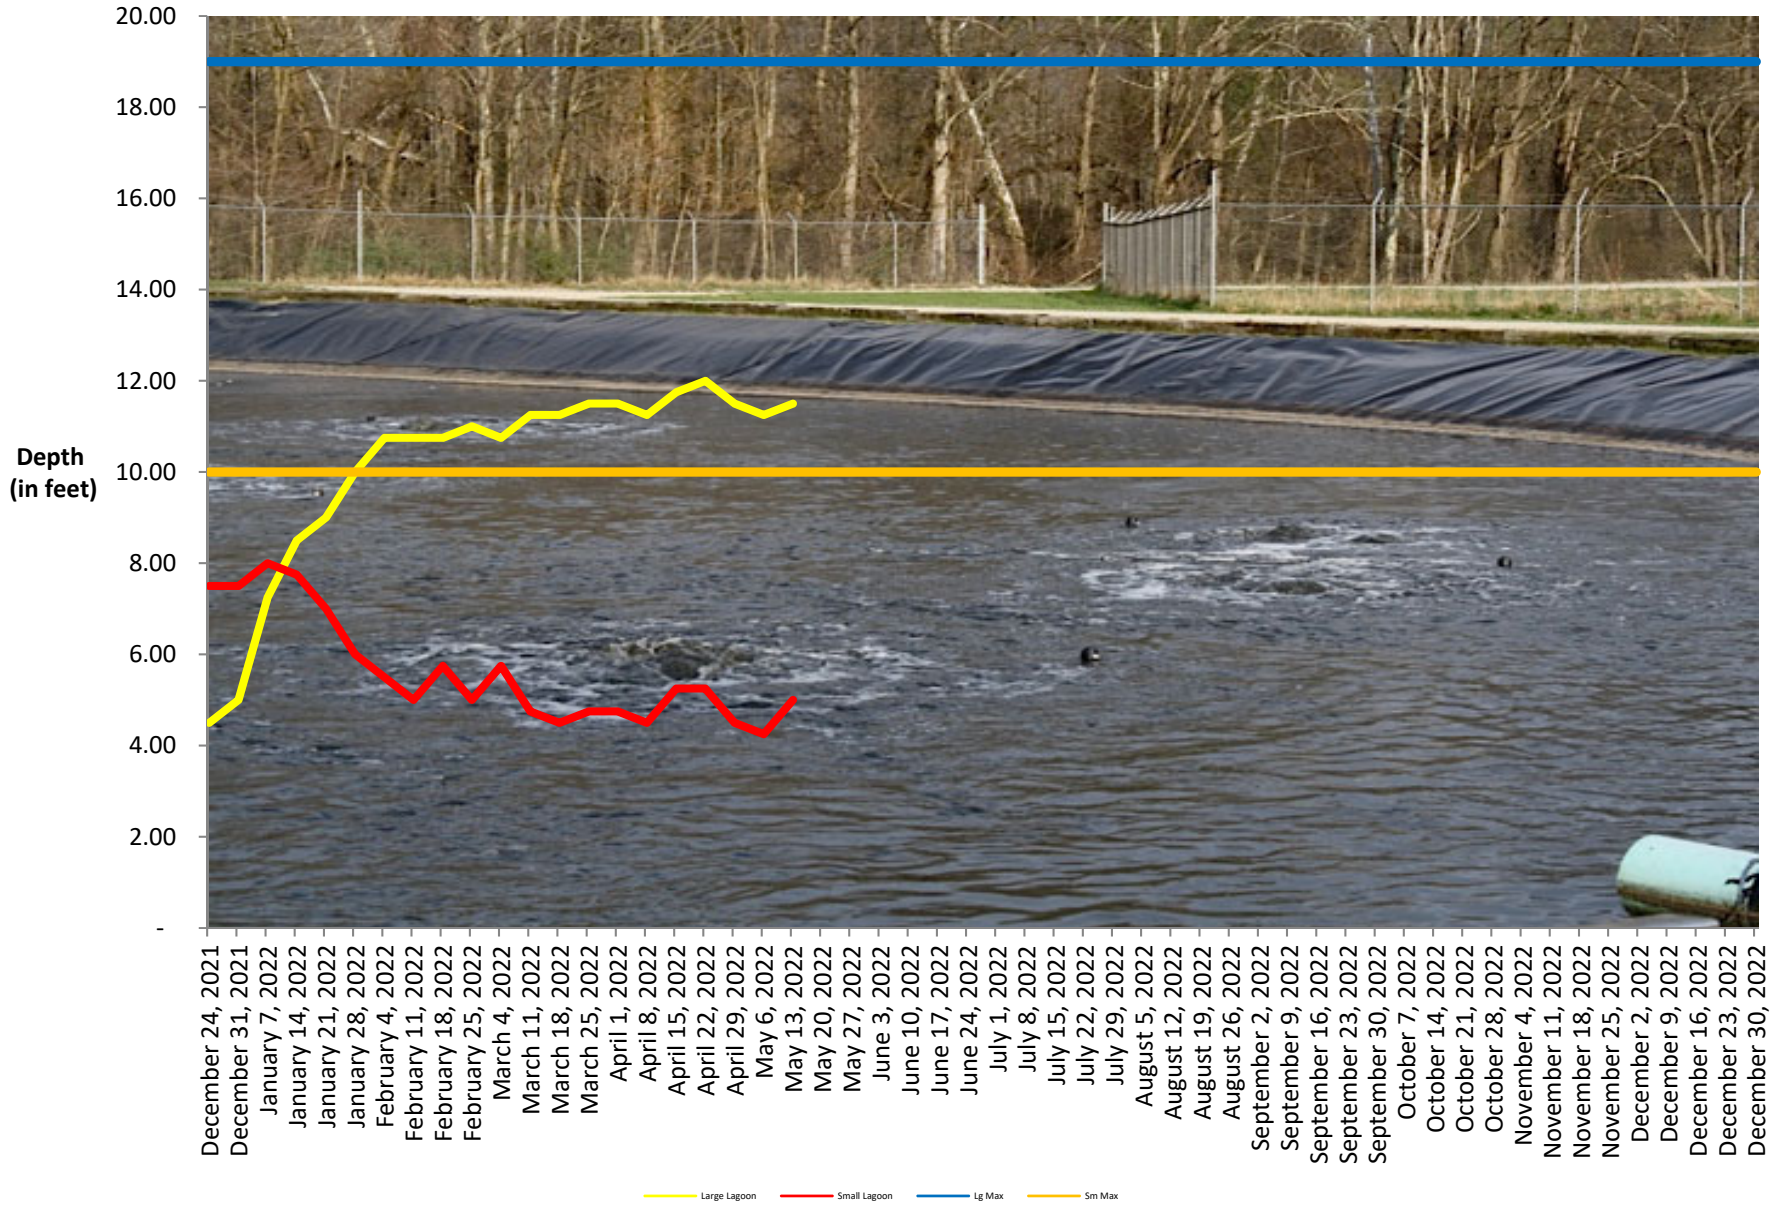 20.00
18.00
16.00
14.00
12.00
10.00
8.00
6.00
4.00
2.00
-
Depth
(in feet)
December 24, 2021
December 31, 2021
January 7, 2022
January 14, 2022
January 21, 2022
January 28, 2022
February 4, 2022
February 11, 2022
February 18, 2022
February 25, 2022
March 4, 2022
March 11, 2022
March 18, 2022
March 25, 2022
April 1, 2022
April 8, 2022
April 15, 2022
April 22, 2022
April 29, 2022
May 6, 2022
May 13, 2022
May 20, 2022
May 27, 2022
June 3, 2022
June 10, 2022
June 17, 2022
June 24, 2022
July 1, 2022
July 8, 2022
July 15, 2022
July 22, 2022
July 29, 2022
August 5, 2022
August 12, 2022
August 19, 2022
August 26, 2022
September 2, 2022
September 9, 2022
September 16, 2022
September 23, 2022
September 30, 2022
October 7, 2022
October 14, 2022
October 21, 2022
October 28, 2022
November 4, 2022
November 11, 2022
November 18, 2022
November 25, 2022
December 2, 2022
December 9, 2022
December 16, 2022
December 23, 2022
December 30, 2022
Large Lagoon Small Lagoon Lg Max Sm Max